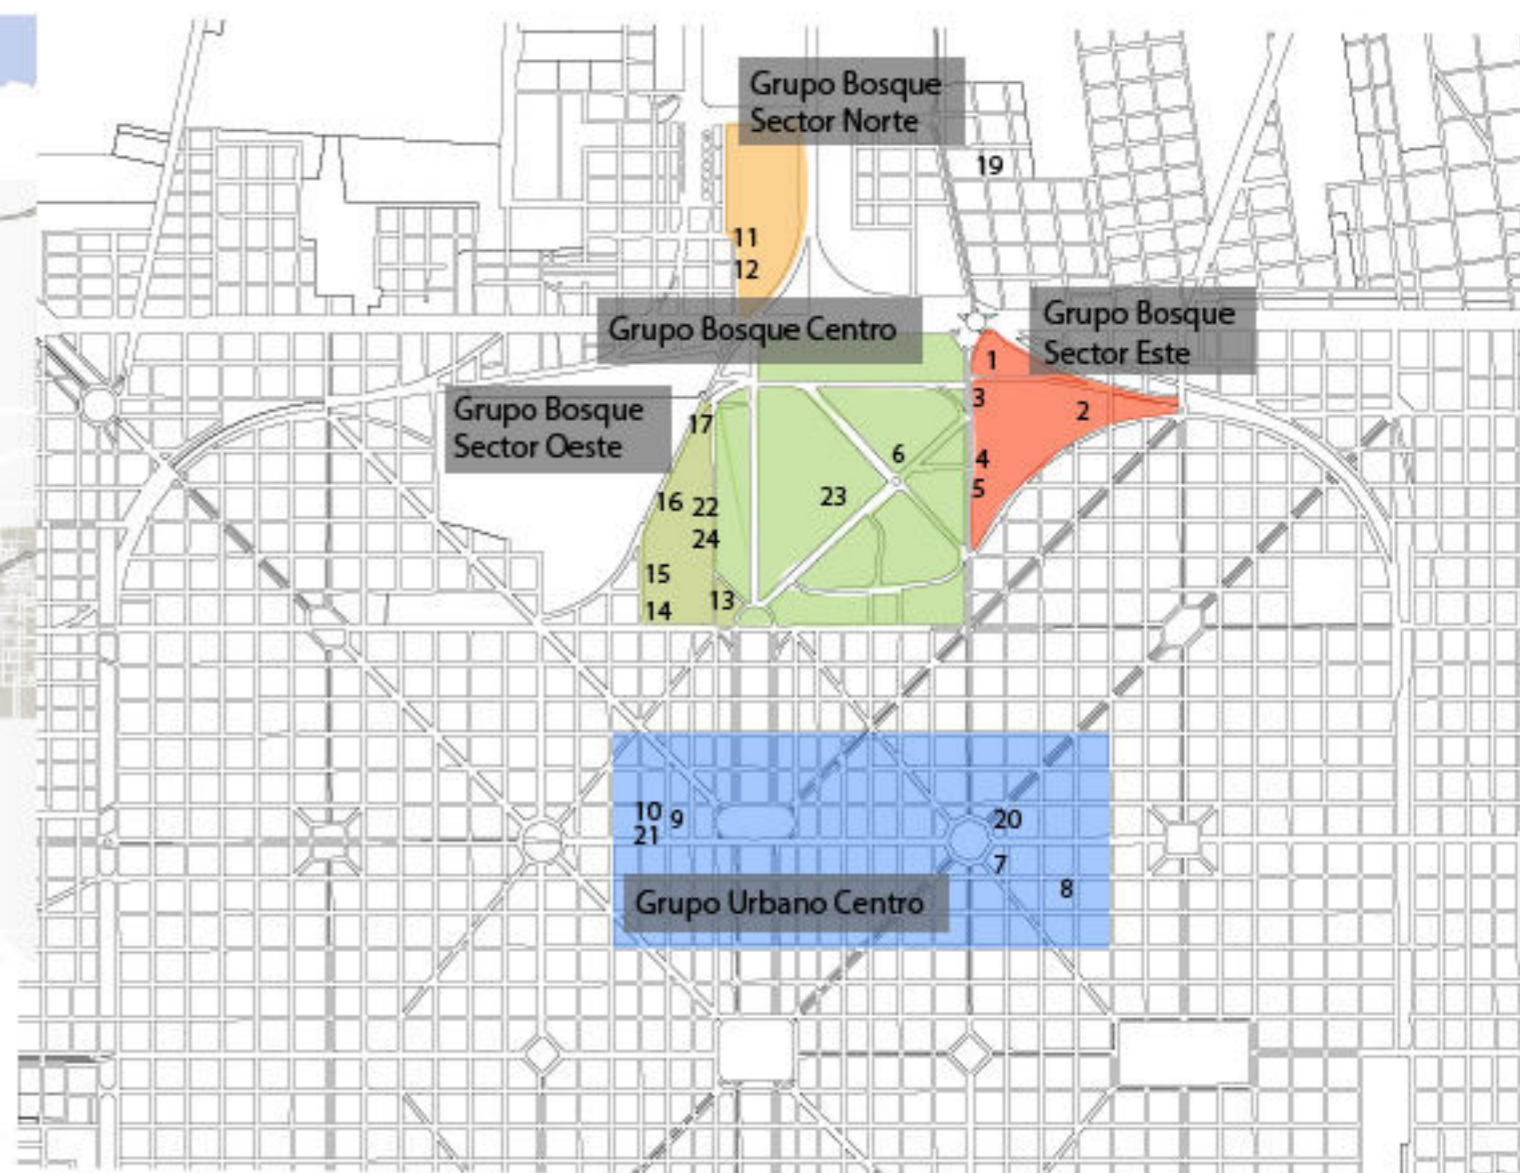 Grupo Bosque
Sector Norte
19
11
12
Grupo Bosque Centro
Grupo Bosque
Sector Este
1
3
2
Grupo Bosque
Sector Oeste
17
6
4
5
23
16 22
24
15
14
13
10 9
21
20
7
8
Grupo Urbano Centro